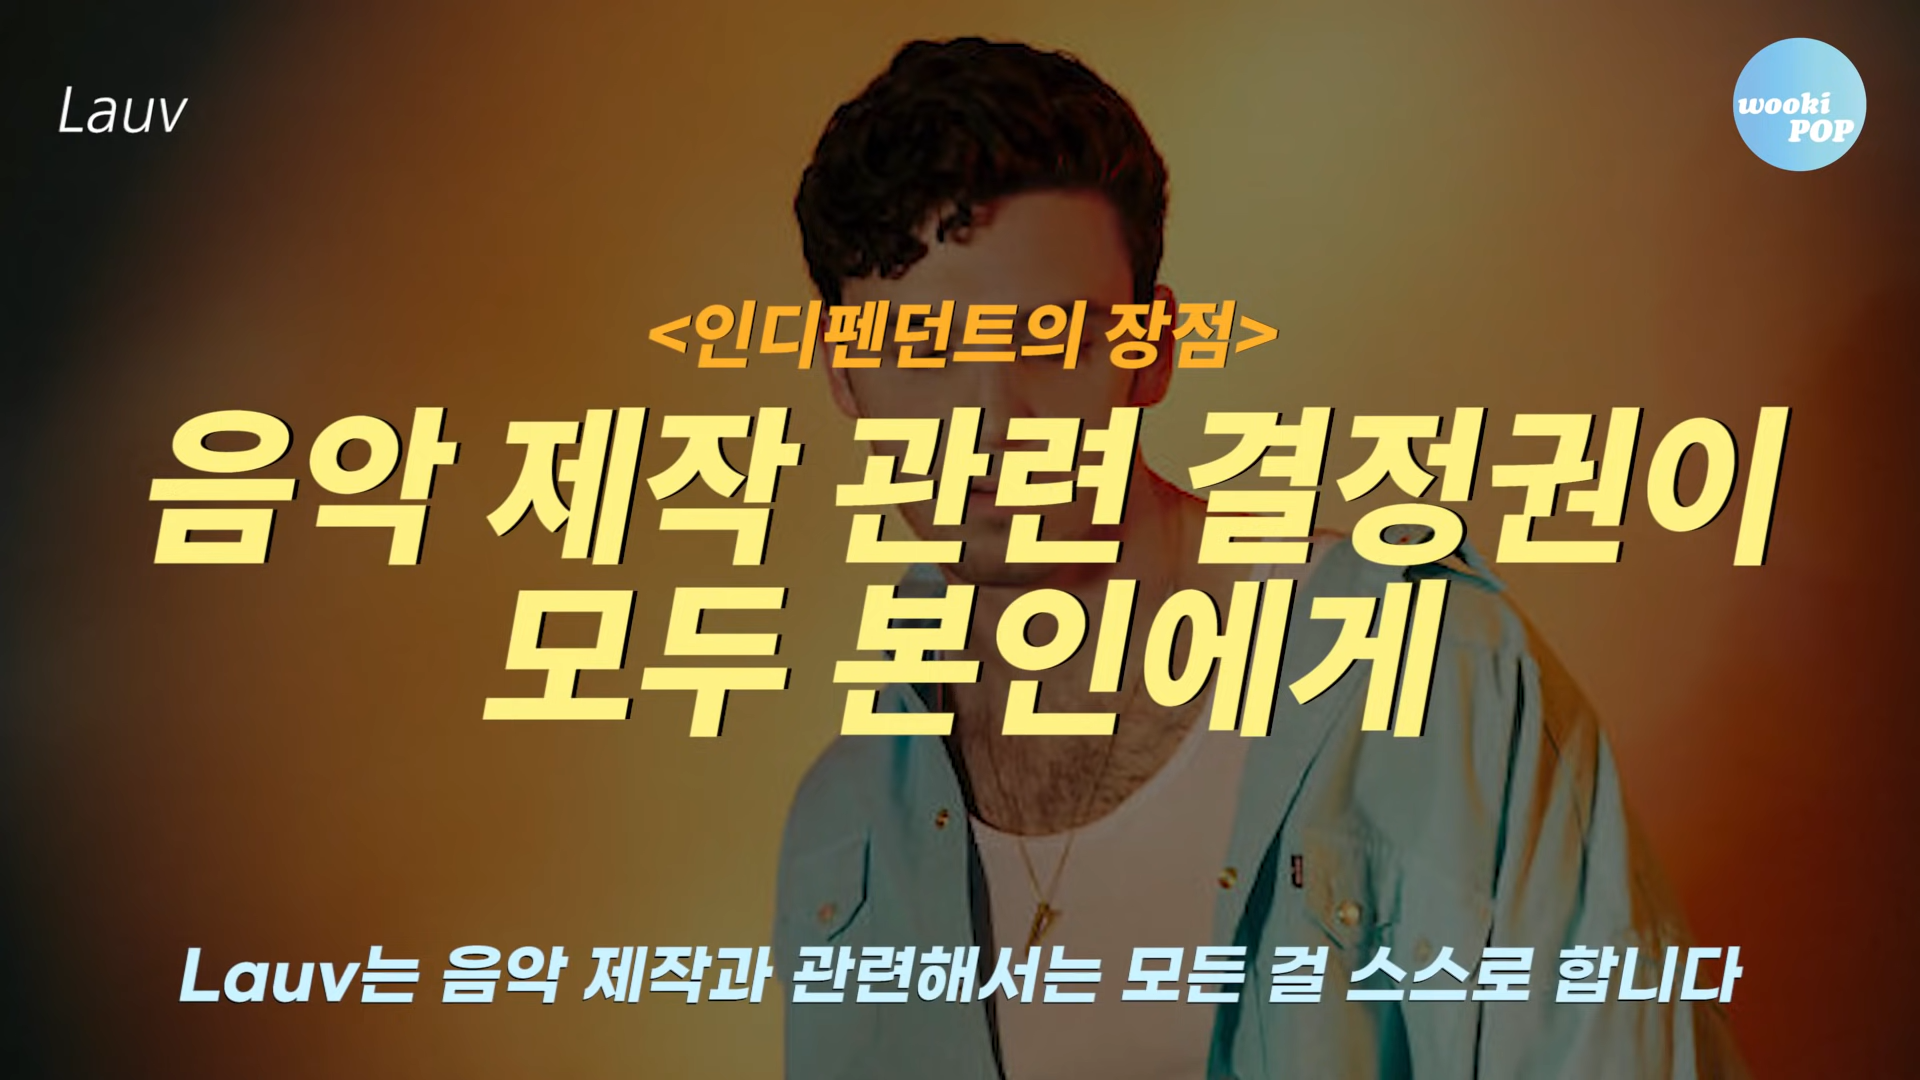 Lauv
wooki
POP
<인디펜던트의 장점>
음악 제작 관련 결정권이
모두 본인에게
Lauv는 음악 제작과 관련해서는 모든 걸 스스로 합니다